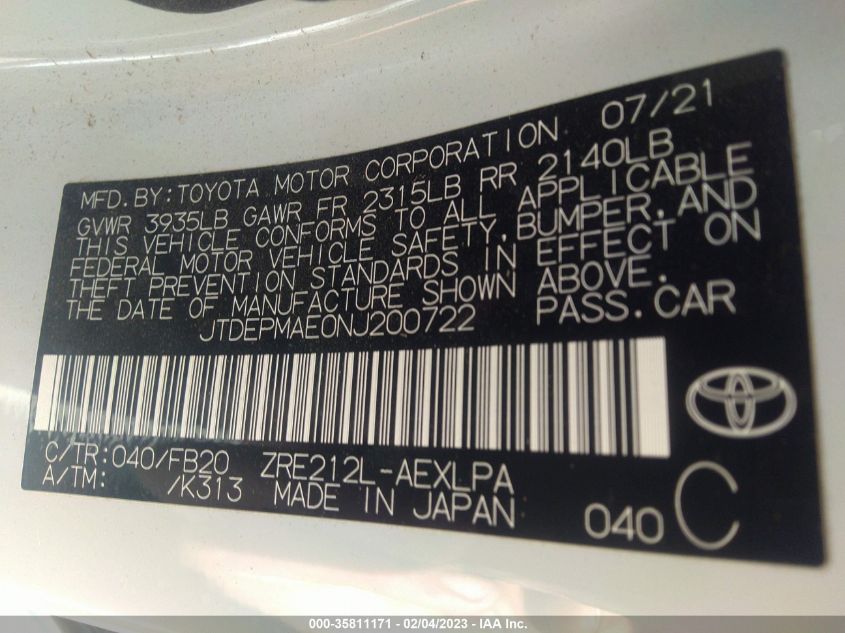 MFD. BY: TOYOTA MOTOR CORPORATION 07/21
GVWR 3935LB GAWR FR 2315LB RR 2140LB
THIS VEHICLE CONFORMS TO ALL APPLICABLE
FEDERAL MOTOR VEHICLE SAFETY, BUMPER, AND
THEFT PREVENTION STANDARDS IN EFFECT ON
THE DATE OF MANUFACTURE SHOWN ABOVE.
JTDEPMAE0NJ200722 PASS. CAR
C/TR: 040/FB20 ZRE212L-AEXLPA
A/TM: /K313 MADE IN JAPAN
040 C
000-35811171 — 02/04/2023 — IAA Inc.